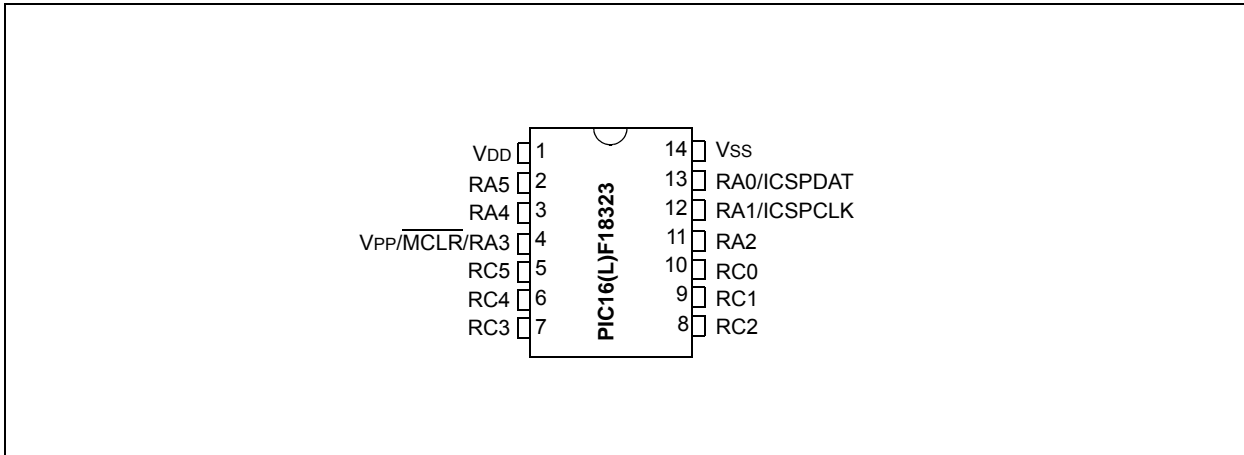 VDD 1
RA5 2
RA4 3
VPP/MCLR/RA3 4
RC5 5
RC4 6
RC3 7
PIC16(L)F18323
14 VSS
13 RA0/ICSPDAT
12 RA1/ICSPCLK
11 RA2
10 RC0
9 RC1
8 RC2